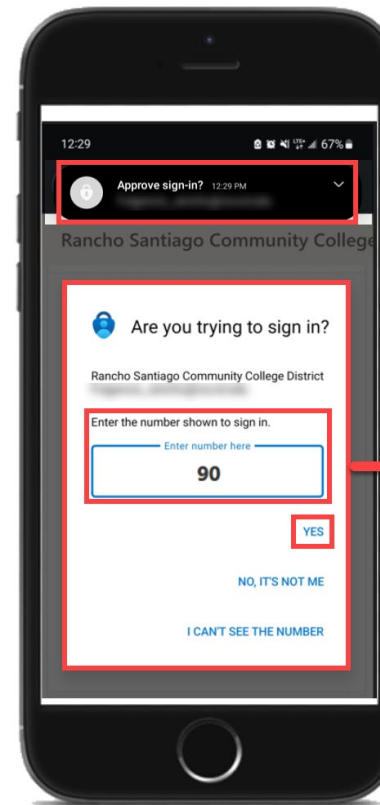 12:29 LTE+ 67%
Approve sign-in? 12:29 PM
Rancho Santiago Community College
Are you trying to sign in?
Rancho Santiago Community College District
Enter the number shown to sign in.
Enter number here
90
YES
NO, IT'S NOT ME
I CAN'T SEE THE NUMBER